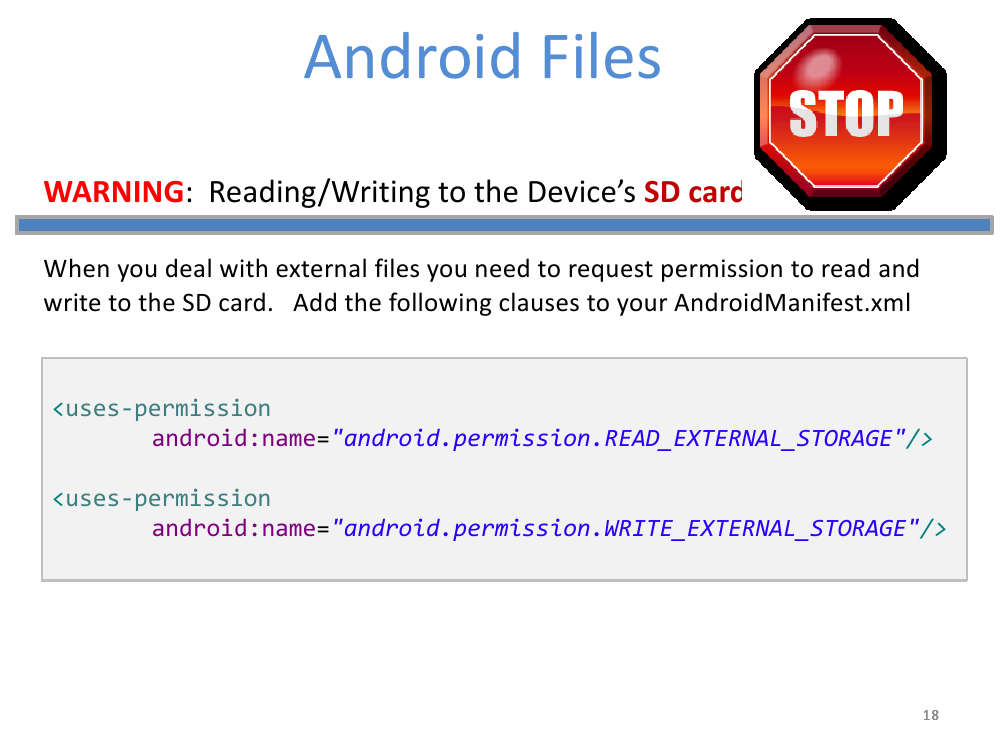 Android Files
STOP
WARNING:  Reading/Writing to the Device’s SD card
When you deal with external files you need to request permission to read and
write to the SD card.   Add the following clauses to your AndroidManifest.xml
<uses-permission
android:name="android.permission.READ_EXTERNAL_STORAGE"/>
<uses-permission
android:name="android.permission.WRITE_EXTERNAL_STORAGE"/>
18